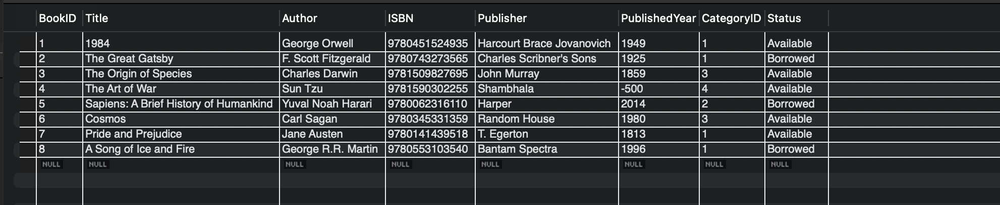 BookID Title Author ISBN Publisher PublishedYear CategoryID Status
1 1984 George Orwell 9780451524935 Harcourt Brace Jovanovich 1949 1 Available
2 The Great Gatsby F. Scott Fitzgerald 9780743273565 Charles Scribner's Sons 1925 1 Borrowed
3 The Origin of Species Charles Darwin 9781509827695 John Murray 1859 3 Available
4 The Art of War Sun Tzu 9781590302255 Shambhala -500 4 Available
5 Sapiens: A Brief History of Humankind Yuval Noah Harari 9780062316110 Harper 2014 2 Borrowed
6 Cosmos Carl Sagan 9780345331359 Random House 1980 3 Available
7 Pride and Prejudice Jane Austen 9780141439518 T. Egerton 1813 1 Available
8 A Song of Ice and Fire George R.R. Martin 9780553103540 Bantam Spectra 1996 1 Borrowed
NULL NULL NULL NULL NULL NULL NULL NULL